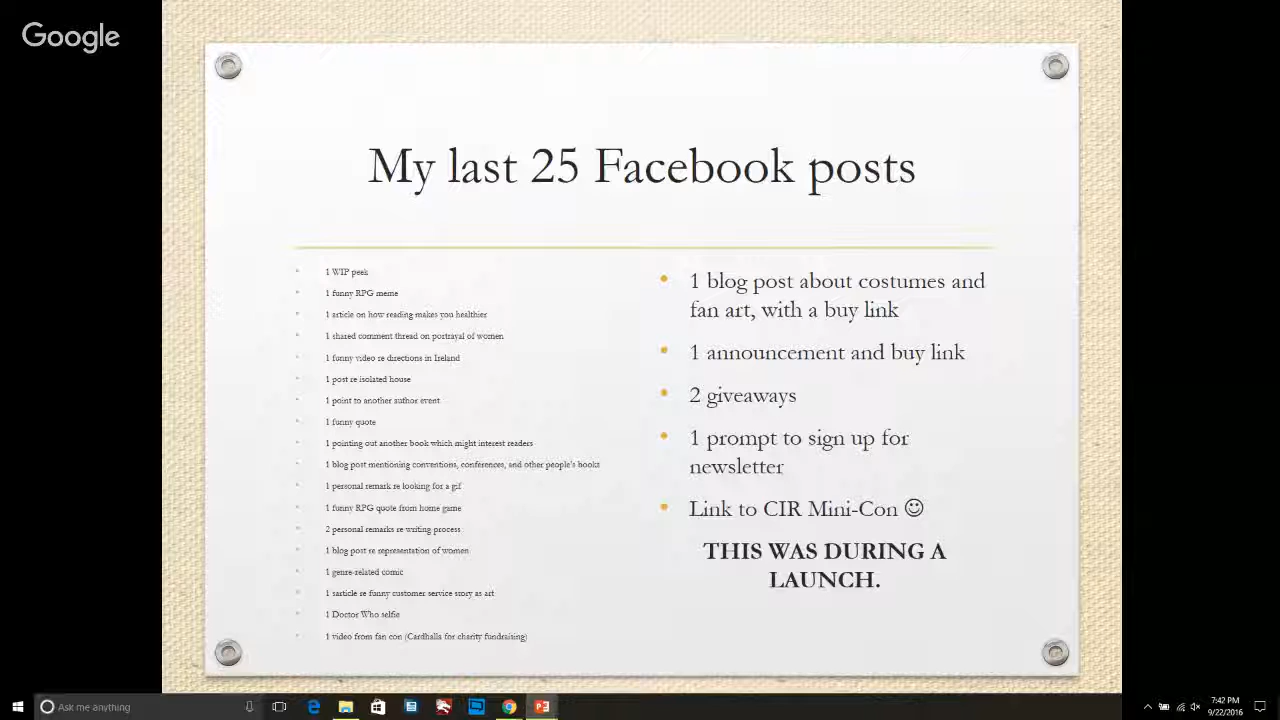 Google
My last 25 Facebook posts
1 WIP peek
1 funny RPG meme
1 article on how reading makes you healthier
1 shared comment thread on portrayal of women
1 funny video re directions in Ireland
1 post re isolated house
1 point to another author event
1 funny quote
1 pointing out another book which might interest readers
1 blog post mentioning conventions, conferences, and other people's books
1 personal remark re looking for a gif
1 funny RPG quote from home game
2 personal remarks re writing process
1 blog post re representation of women
1 genre-related comic
1 sarticle re funny customer service story as art
1 Doctor Who selfie
1 video from fan con (Cardhalla for charity fundraising)
1 blog post about costumes and
fan art, with a buy link
1 announcement and buy link
2 giveaways
1 prompt to sign up for
newsletter
Link to CIR Mini-Con ☺
THIS WAS DURING A
LAUNCH.
Ask me anything
7:42 PM
9/22/2016